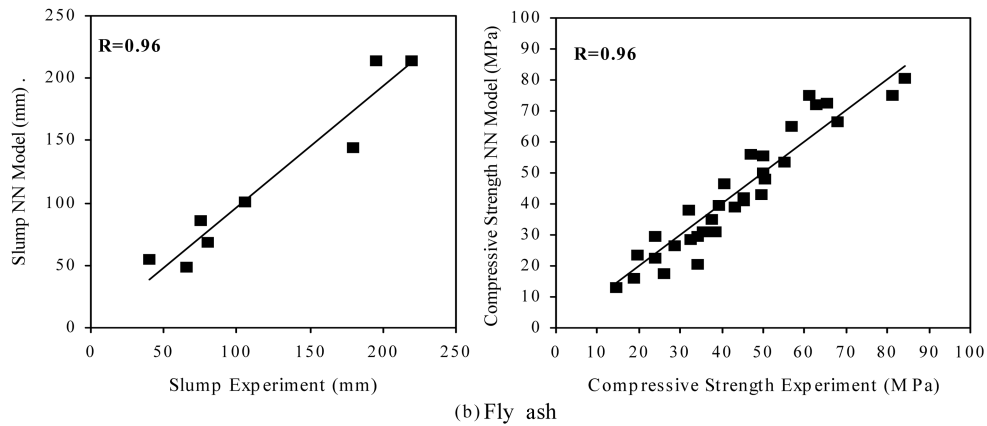 R=0.96
Slump NN Model (mm) .
250
200
150
100
50
0
0 50 100 150 200 250
Slump Experiment (mm)
R=0.96
Compressive Strength NN Model (MPa)
100
90
80
70
60
50
40
30
20
10
0
0 10 20 30 40 50 60 70 80 90 100
Compressive Strength Experiment (MPa)
(b) Fly ash